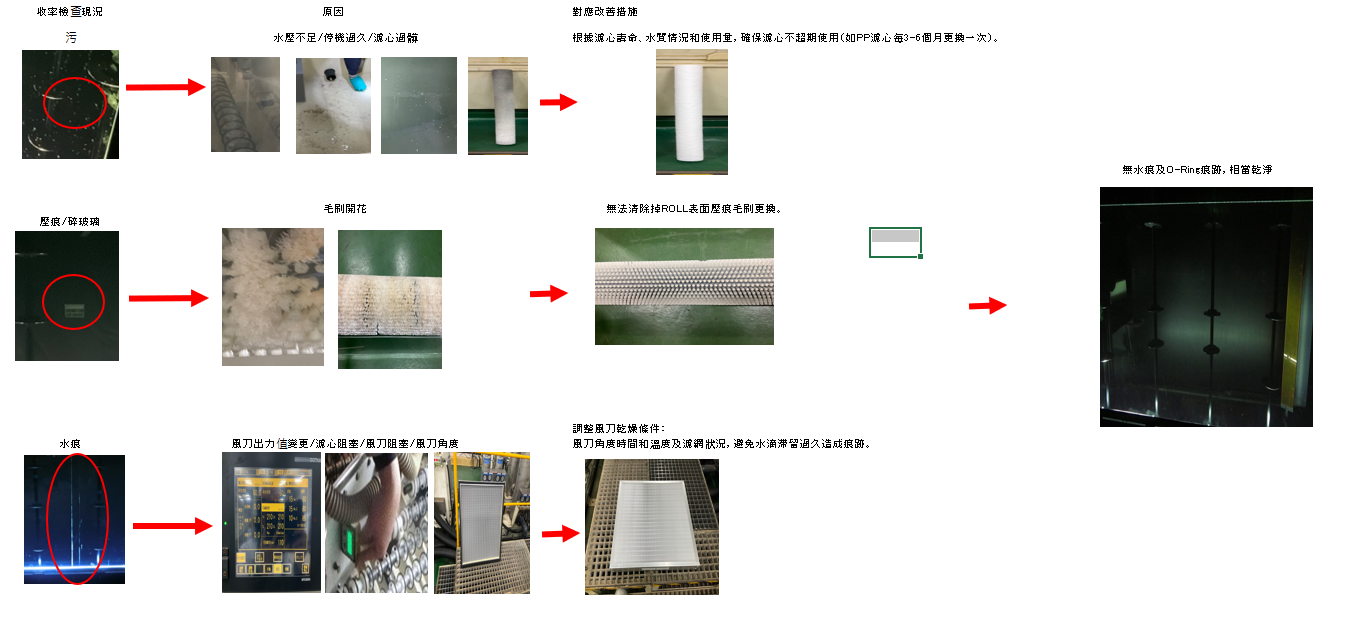 收率檢查現況
原因
對應改善措施
污
水壓不足/停機過久/濾心過髒
根據濾心壽命、水質情況和使用量，確保濾心不超期使用(如PP濾心每3-6個月更換一次)。
無水痕及O-Ring痕跡，相當乾淨
壓痕/碎玻璃
毛刷開花
無法清除掉ROLL表面壓痕毛刷更換。
水痕
風刀出力值變更/濾心阻塞/風刀阻塞/風刀角度
調整風刀乾燥條件：
風刀角度時間和溫度及濾網狀況，避免水滴滯留過久造成痕跡。